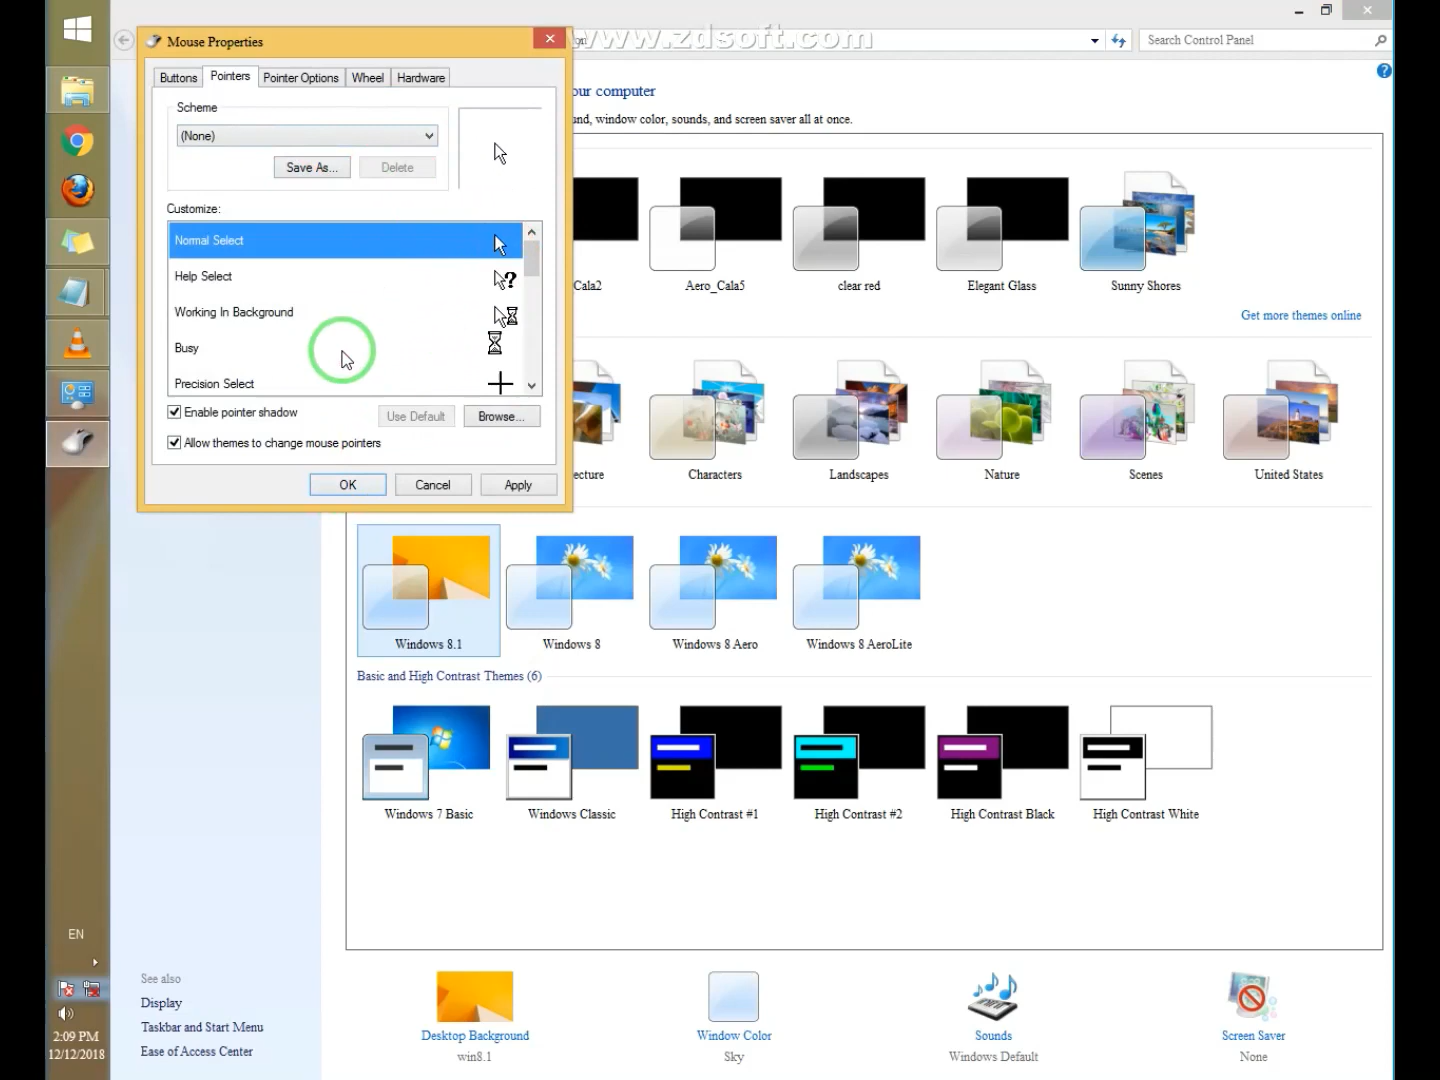 Mouse Properties
www.zdsoft.com
Search Control Panel
Buttons
Pointers
Pointer Options
Wheel
Hardware
our computer
und, window color, sounds, and screen saver all at once.
Scheme
(None)
Save As...
Delete
Customize:
Normal Select
Help Select
Working In Background
Busy
Precision Select
Enable pointer shadow
Use Default
Browse...
Allow themes to change mouse pointers
OK
Cancel
Apply
Cala2
Aero_Cala5
clear red
Elegant Glass
Sunny Shores
Get more themes online
ecture
Characters
Landscapes
Nature
Scenes
United States
Windows 8.1
Windows 8
Windows 8 Aero
Windows 8 AeroLite
Basic and High Contrast Themes (6)
Windows 7 Basic
Windows Classic
High Contrast #1
High Contrast #2
High Contrast Black
High Contrast White
EN
2:09 PM
12/12/2018
See also
Display
Taskbar and Start Menu
Ease of Access Center
Desktop Background
win8.1
Window Color
Sky
Sounds
Windows Default
Screen Saver
None